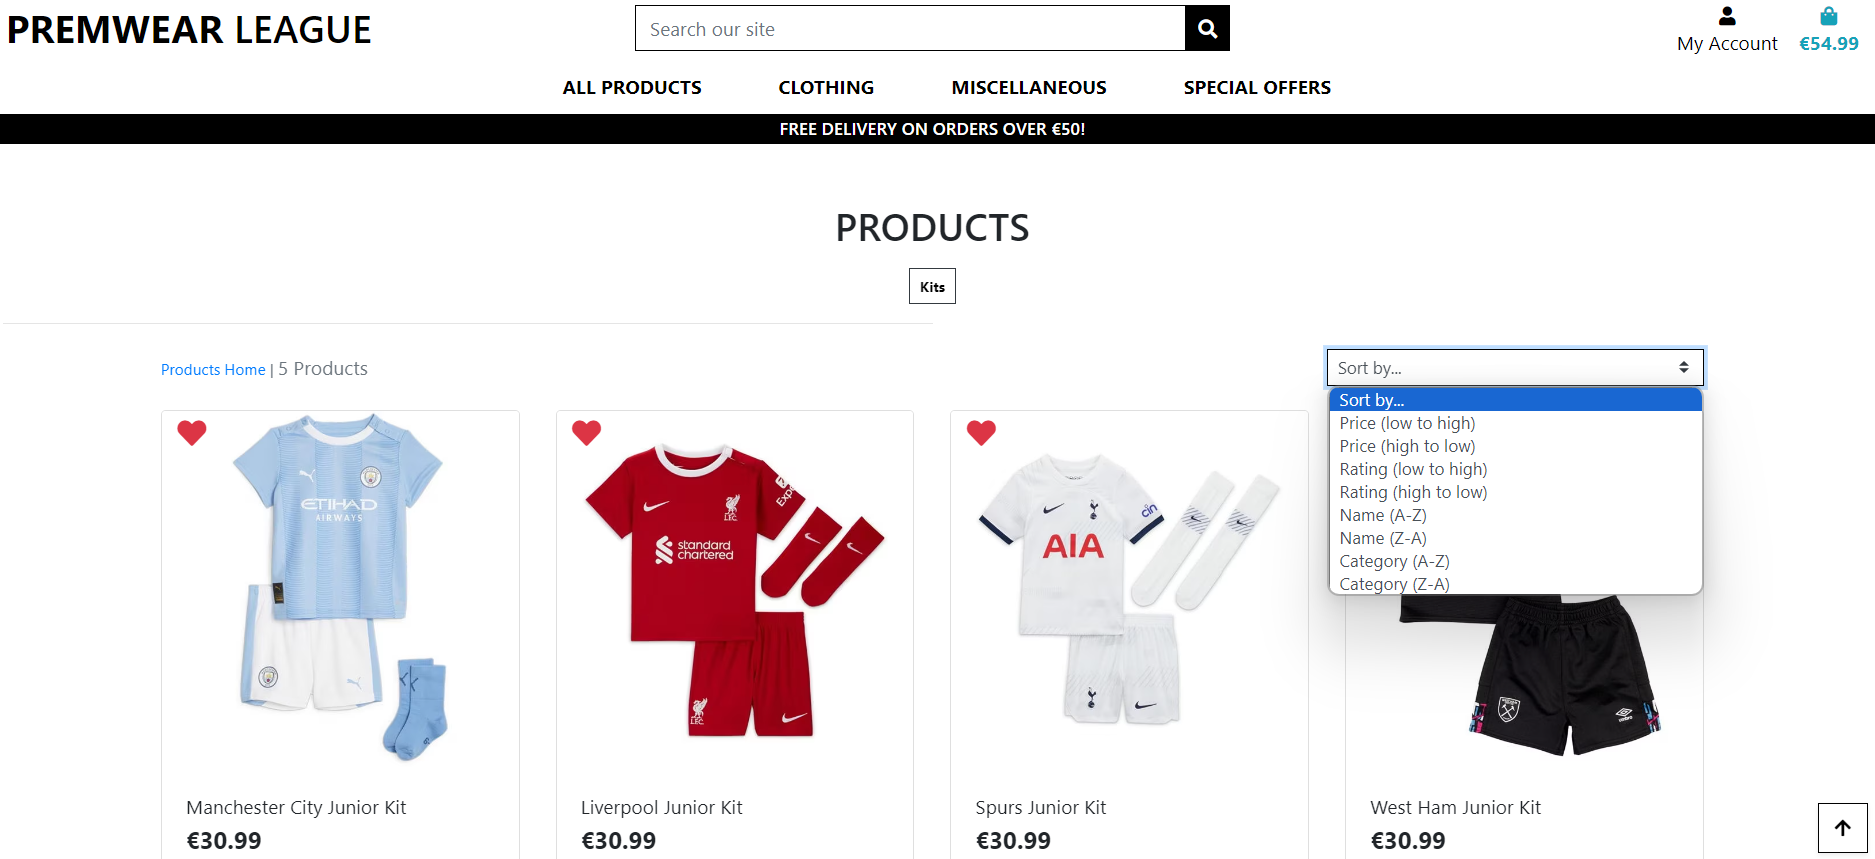 PREMWEAR LEAGUE
Search our site
My Account
€54.99
ALL PRODUCTS
CLOTHING
MISCELLANEOUS
SPECIAL OFFERS
FREE DELIVERY ON ORDERS OVER €50!
PRODUCTS
Kits
Products Home | 5 Products
Sort by...
Sort by...
Price (low to high)
Price (high to low)
Rating (low to high)
Rating (high to low)
Name (A-Z)
Name (Z-A)
Category (A-Z)
Category (Z-A)
ETIHAD
AIRWAYS
L.F.C.
standard
chartered
L.F.C.
AIA
cin
umbro
Manchester City Junior Kit
€30.99
Liverpool Junior Kit
€30.99
Spurs Junior Kit
€30.99
West Ham Junior Kit
€30.99